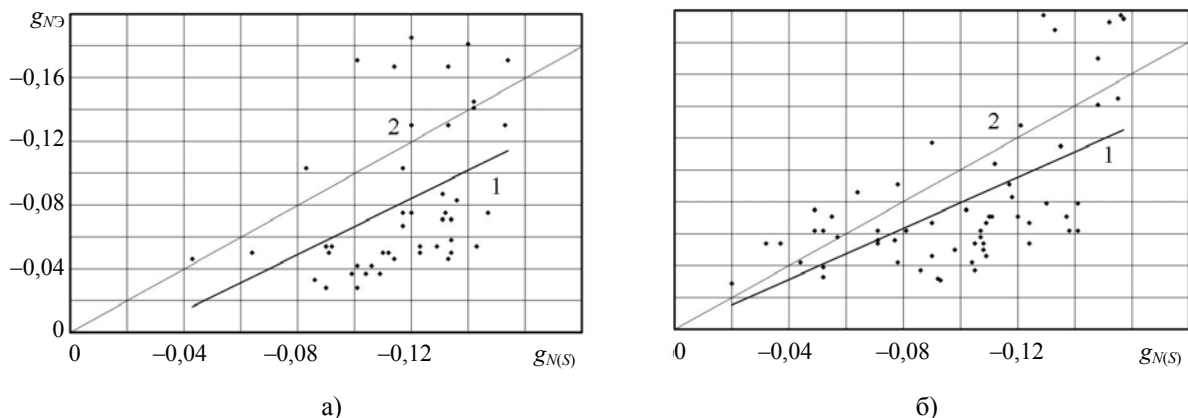 g_NЭ
–0,16
–0,12
–0,08
–0,04
0
2
1
0 –0,04 –0,08 –0,12 g_N(S)
а)
2
1
0 –0,04 –0,08 –0,12 g_N(S)
б)